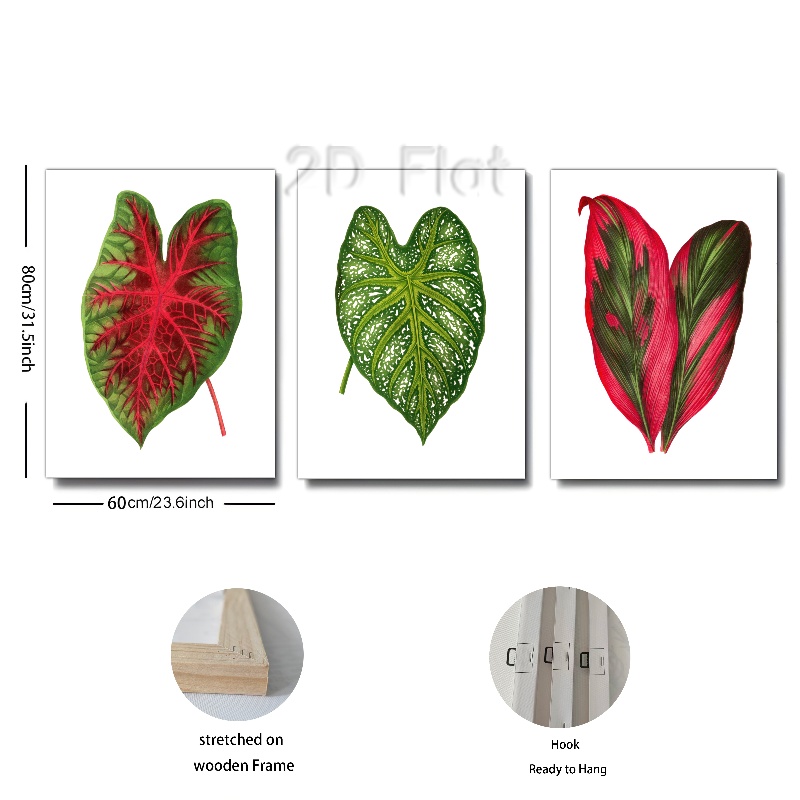 2D Flat
80cm/31.5inch
60cm/23.6inch
stretched on
wooden Frame
Hook
Ready to Hang